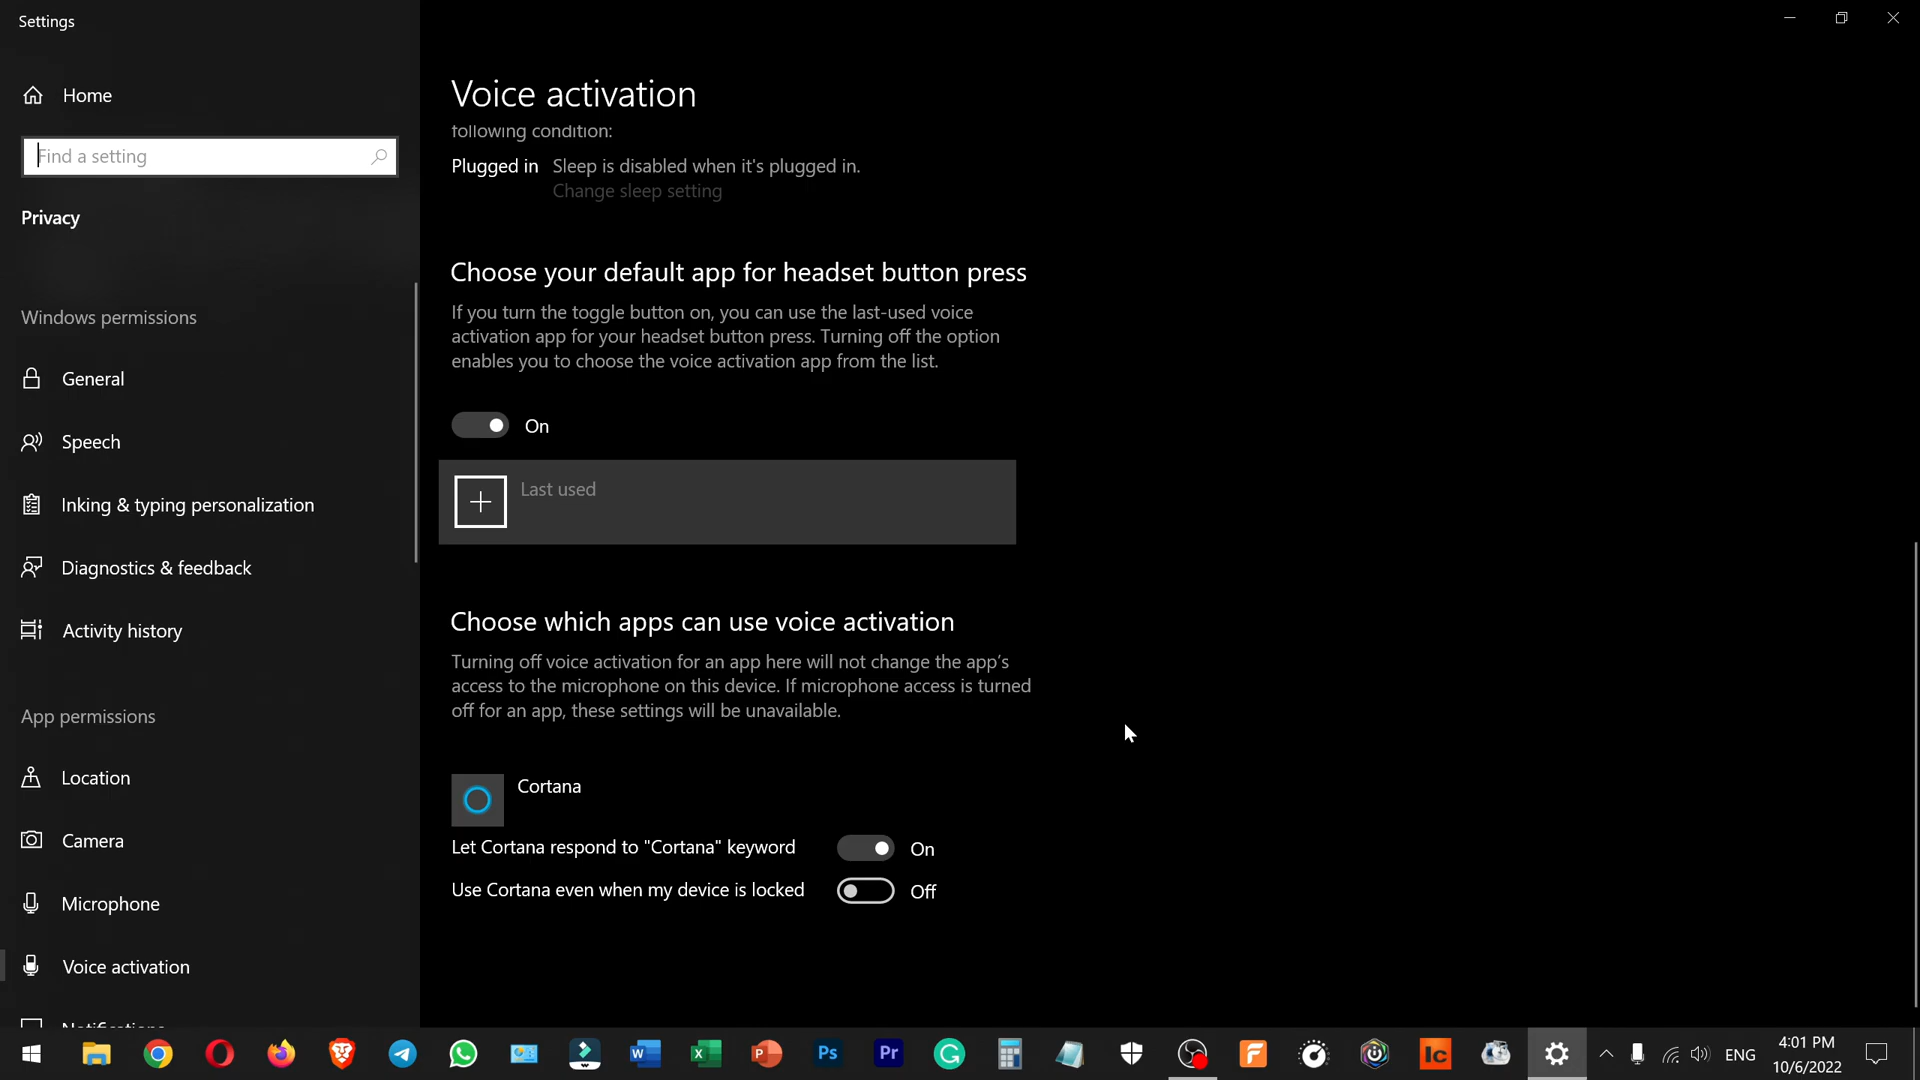 Settings
Home
Find a setting
Privacy
Windows permissions
General
Speech
Inking & typing personalization
Diagnostics & feedback
Activity history
App permissions
Location
Camera
Microphone
Voice activation
Notifications
Voice activation
following condition:
Plugged in Sleep is disabled when it's plugged in.
Change sleep setting
Choose your default app for headset button press
If you turn the toggle button on, you can use the last-used voice
activation app for your headset button press. Turning off the option
enables you to choose the voice activation app from the list.
On
Last used
Choose which apps can use voice activation
Turning off voice activation for an app here will not change the app’s
access to the microphone on this device. If microphone access is turned
off for an app, these settings will be unavailable.
Cortana
Let Cortana respond to "Cortana" keyword On
Use Cortana even when my device is locked Off
W
X
P
Ps
Pr
G
F
Ic
ENG
4:01 PM
10/6/2022